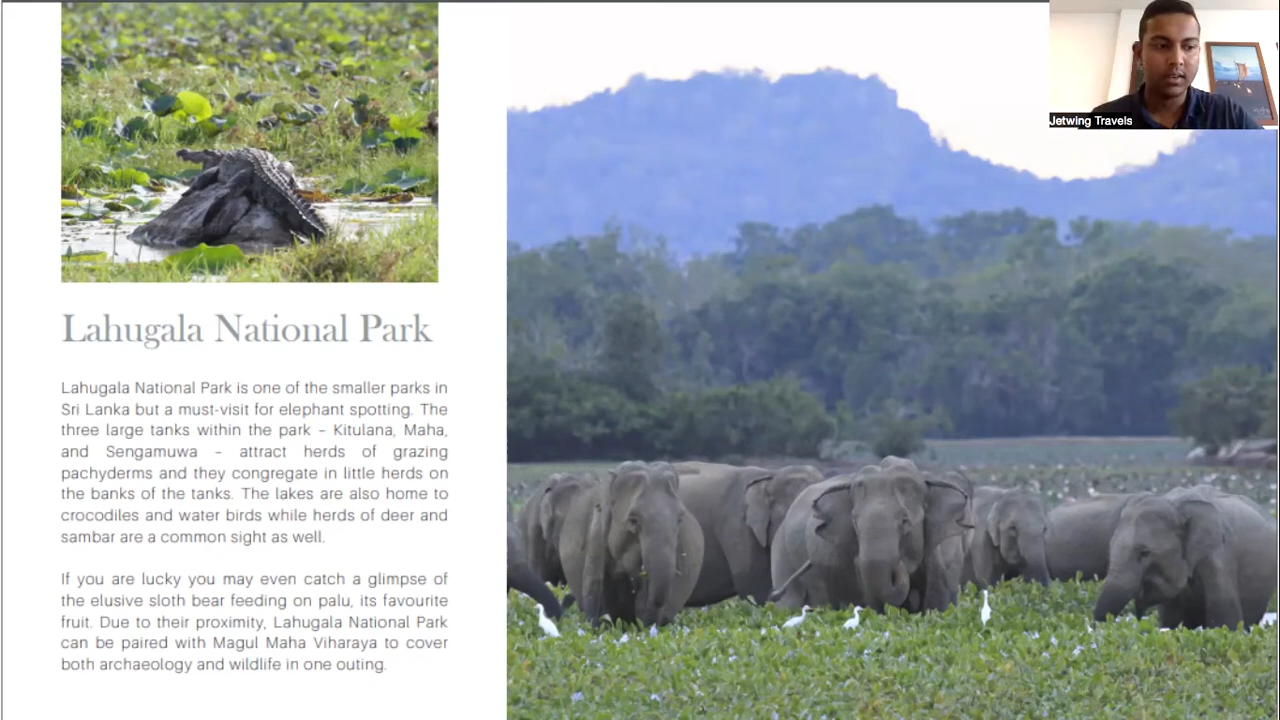 Jetwing Travels
Lahugala National Park
Lahugala National Park is one of the smaller parks in
Sri Lanka but a must-visit for elephant spotting. The
three large tanks within the park – Kitulana, Maha,
and Sengamuwa – attract herds of grazing
pachyderms and they congregate in little herds on
the banks of the tanks. The lakes are also home to
crocodiles and water birds while herds of deer and
sambar are a common sight as well.
If you are lucky you may even catch a glimpse of
the elusive sloth bear feeding on palu, its favourite
fruit. Due to their proximity, Lahugala National Park
can be paired with Magul Maha Viharaya to cover
both archaeology and wildlife in one outing.